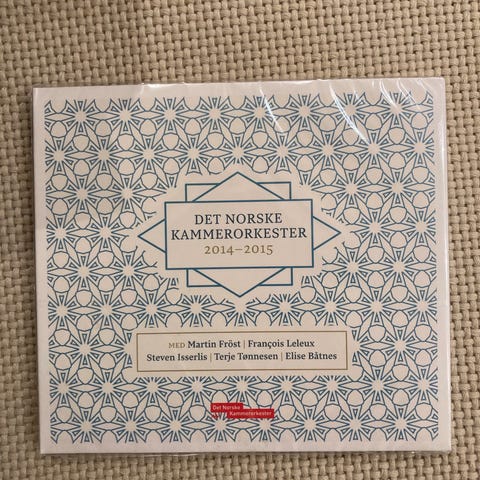 DET NORSKE
KAMMERORKESTER
2014–2015
MED Martin Fröst | François Leleux
Steven Isserlis | Terje Tønnesen | Elise Båtnes
Det Norske
Kammerorkester